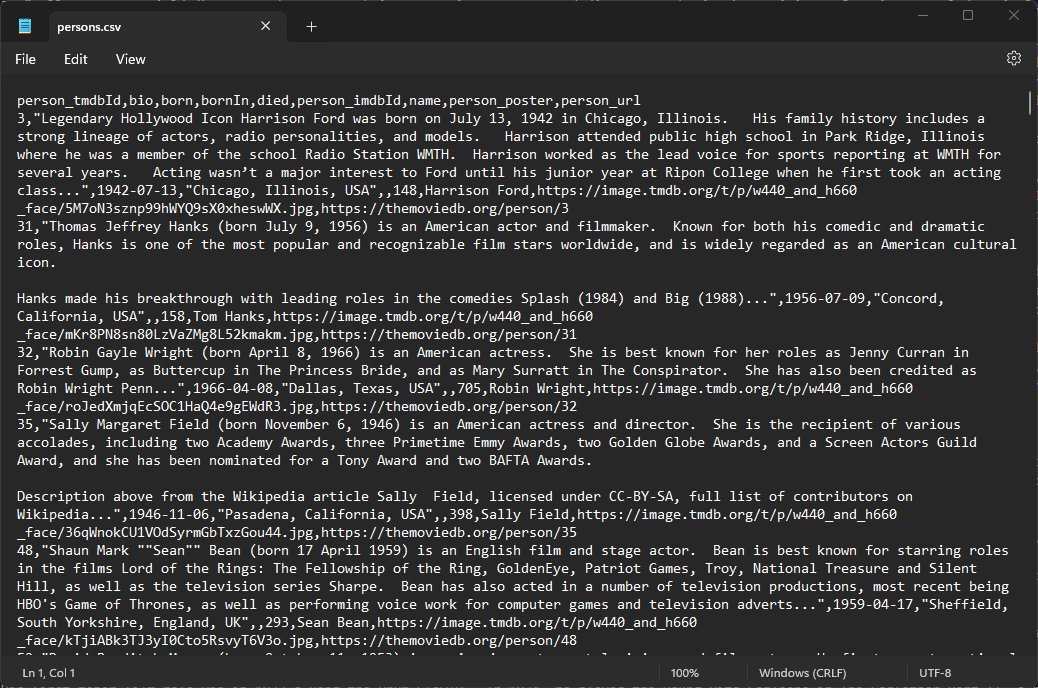 persons.csv
File Edit View
person_tmdbId,bio,born,bornIn,died,person_imdbId,name,person_poster,person_url
3,"Legendary Hollywood Icon Harrison Ford was born on July 13, 1942 in Chicago, Illinois.   His family history includes a
strong lineage of actors, radio personalities, and models.   Harrison attended public high school in Park Ridge, Illinois
where he was a member of the school Radio Station WMTH.  Harrison worked as the lead voice for sports reporting at WMTH for
several years.   Acting wasn’t a major interest to Ford until his junior year at Ripon College when he first took an acting
class...",1942-07-13,"Chicago, Illinois, USA",,148,Harrison Ford,https://image.tmdb.org/t/p/w440_and_h660
_face/5M7oN3sznp99hWYQ9sX0xheswWX.jpg,https://themoviedb.org/person/3
31,"Thomas Jeffrey Hanks (born July 9, 1956) is an American actor and filmmaker.  Known for both his comedic and dramatic
roles, Hanks is one of the most popular and recognizable film stars worldwide, and is widely regarded as an American cultural
icon.
Hanks made his breakthrough with leading roles in the comedies Splash (1984) and Big (1988)...",1956-07-09,"Concord,
California, USA",,158,Tom Hanks,https://image.tmdb.org/t/p/w440_and_h660
_face/mKr8PN8sn80LzVaZMg8L52kmakm.jpg,https://themoviedb.org/person/31
32,"Robin Gayle Wright (born April 8, 1966) is an American actress.  She is best known for her roles as Jenny Curran in
Forrest Gump, as Buttercup in The Princess Bride, and as Mary Surratt in The Conspirator.  She has also been credited as
Robin Wright Penn...",1966-04-08,"Dallas, Texas, USA",,705,Robin Wright,https://image.tmdb.org/t/p/w440_and_h660
_face/roJedXmjqEcSOC1HaQ4e9gEWdR3.jpg,https://themoviedb.org/person/32
35,"Sally Margaret Field (born November 6, 1946) is an American actress and director.  She is the recipient of various
accolades, including two Academy Awards, three Primetime Emmy Awards, two Golden Globe Awards, and a Screen Actors Guild
Award, and she has been nominated for a Tony Award and two BAFTA Awards.
Description above from the Wikipedia article Sally  Field, licensed under CC-BY-SA, full list of contributors on
Wikipedia...",1946-11-06,"Pasadena, California, USA",,398,Sally Field,https://image.tmdb.org/t/p/w440_and_h660
_face/36qWnokCU1VOdSyrmGbTxzGou44.jpg,https://themoviedb.org/person/35
48,"Shaun Mark ""Sean"" Bean (born 17 April 1959) is an English film and stage actor.  Bean is best known for starring roles
in the films Lord of the Rings: The Fellowship of the Ring, GoldenEye, Patriot Games, Troy, National Treasure and Silent
Hill, as well as the television series Sharpe.  Bean has also acted in a number of television productions, most recent being
HBO's Game of Thrones, as well as performing voice work for computer games and television adverts...",1959-04-17,"Sheffield,
South Yorkshire, England, UK",,293,Sean Bean,https://image.tmdb.org/t/p/w440_and_h660
_face/kTjiABk3TJ3yI0Cto5RsvyT6V3o.jpg,https://themoviedb.org/person/48
Ln 1, Col 1 100% Windows (CRLF) UTF-8